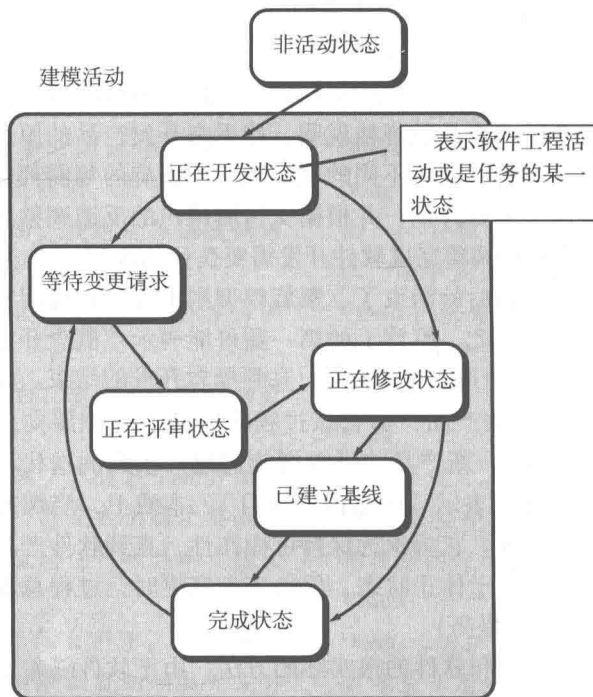 非活动状态
建模活动
正在开发状态
表示软件工程活
动或是任务的某一
状态
等待变更请求
正在修改状态
正在评审状态
已建立基线
完成状态